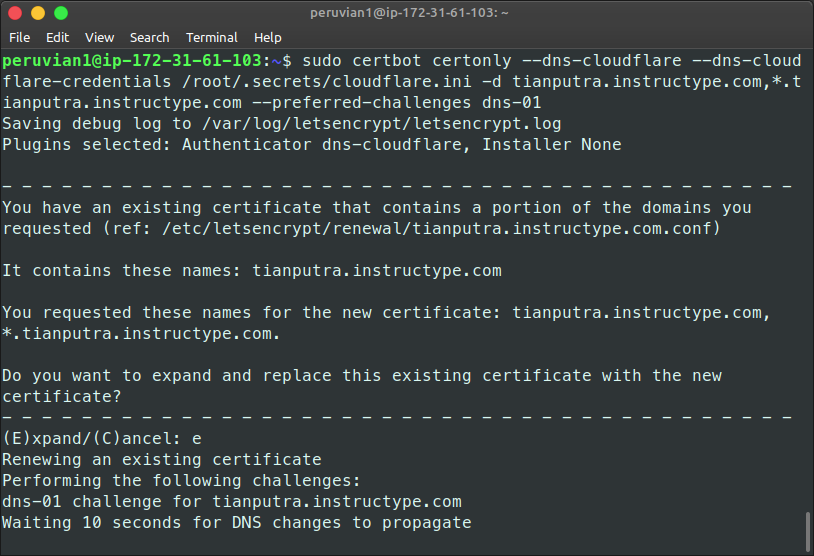 peruvian1@ip-172-31-61-103: ~
File Edit View Search Terminal Help
peruvian1@ip-172-31-61-103:~$ sudo certbot certonly --dns-cloudflare --dns-cloud
flare-credentials /root/.secrets/cloudflare.ini -d tianputra.instructype.com,*.t
ianputra.instructype.com --preferred-challenges dns-01
Saving debug log to /var/log/letsencrypt/letsencrypt.log
Plugins selected: Authenticator dns-cloudflare, Installer None
- - - - - - - - - - - - - - - - - - - - - - - - - - - - - - - - - - - - - - - -
You have an existing certificate that contains a portion of the domains you
requested (ref: /etc/letsencrypt/renewal/tianputra.instructype.com.conf)
It contains these names: tianputra.instructype.com
You requested these names for the new certificate: tianputra.instructype.com,
*.tianputra.instructype.com.
Do you want to expand and replace this existing certificate with the new
certificate?
- - - - - - - - - - - - - - - - - - - - - - - - - - - - - - - - - - - - - - - -
(E)xpand/(C)ancel: e
Renewing an existing certificate
Performing the following challenges:
dns-01 challenge for tianputra.instructype.com
Waiting 10 seconds for DNS changes to propagate